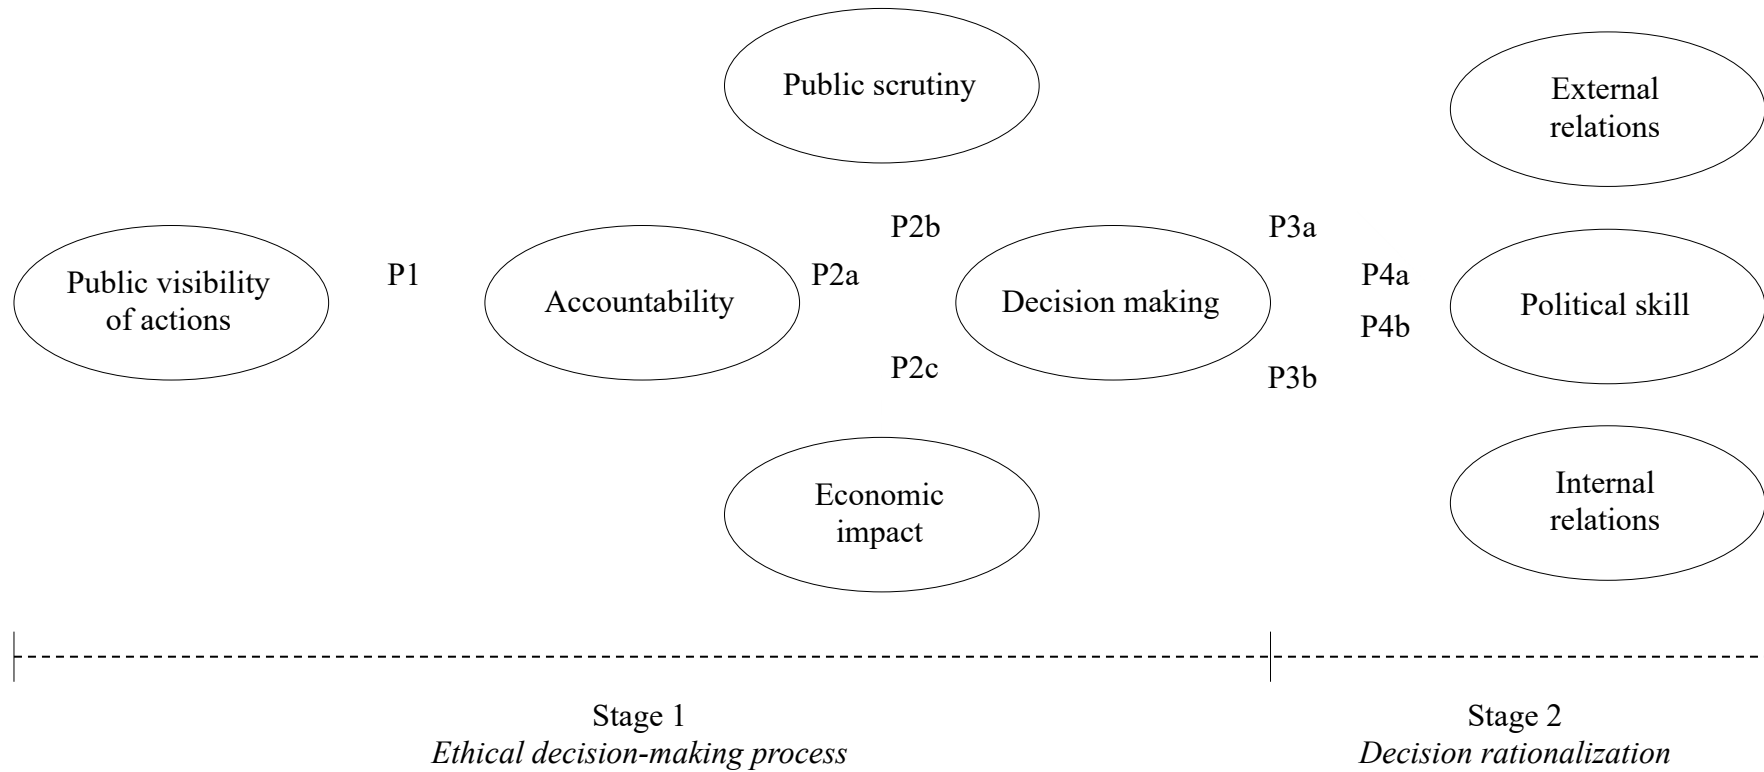 Public scrutiny
External
relations
P2b
P3a
Public visibility
of actions
P1
Accountability
P2a
Decision making
P4a
P4b
Political skill
P2c
P3b
Economic
impact
Internal
relations
Stage 1
Ethical decision-making process
Stage 2
Decision rationalization